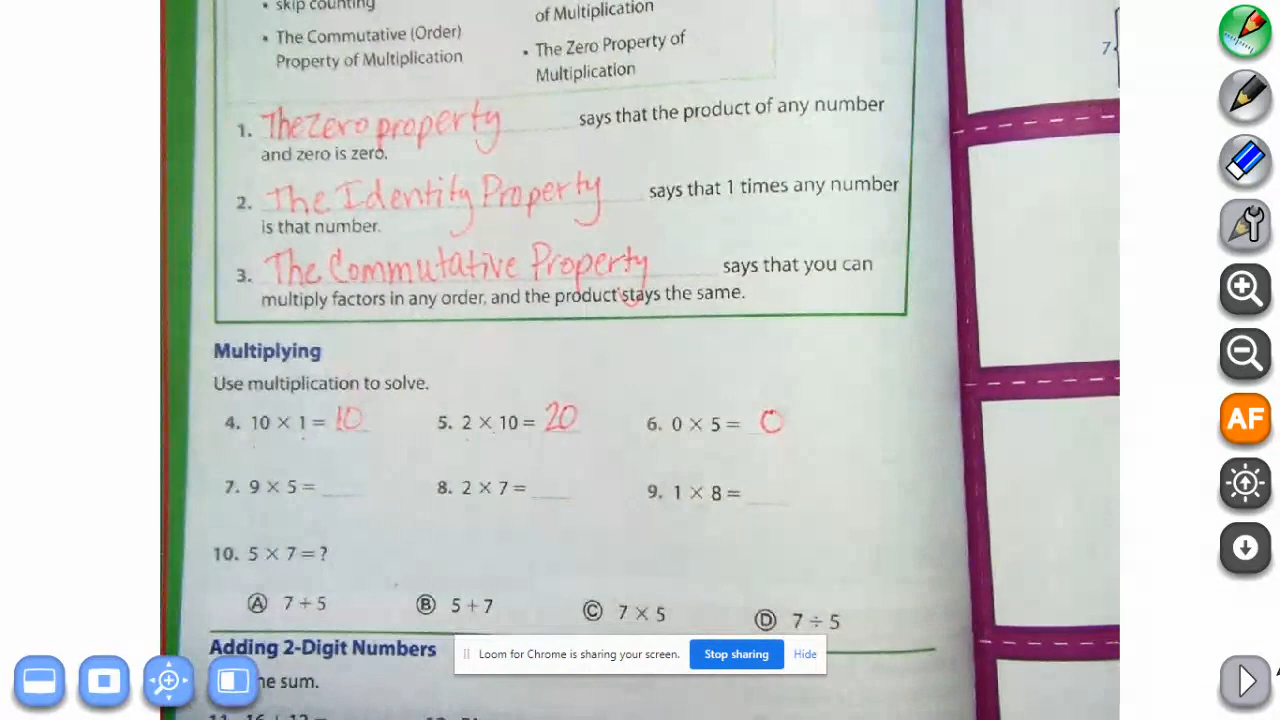 • skip counting
of Multiplication
• The Commutative (Order)
Property of Multiplication
• The Zero Property of
Multiplication
7
1. The Zero property says that the product of any number
and zero is zero.
2. The Identity Property says that 1 times any number
is that number.
3. The Commutative Property says that you can
multiply factors in any order, and the product stays the same.
Multiplying
Use multiplication to solve.
4. 10 × 1 = 10 5. 2 × 10 = 20 6. 0 × 5 = 0
7. 9 × 5 = 8. 2 × 7 = 9. 1 × 8 =
10. 5 × 7 = ?
Ⓐ 7 + 5 Ⓑ 5 + 7 Ⓒ 7 × 5 Ⓓ 7 ÷ 5
Adding 2-Digit Numbers
he sum.
Loom for Chrome is sharing your screen. Stop sharing Hide
AF